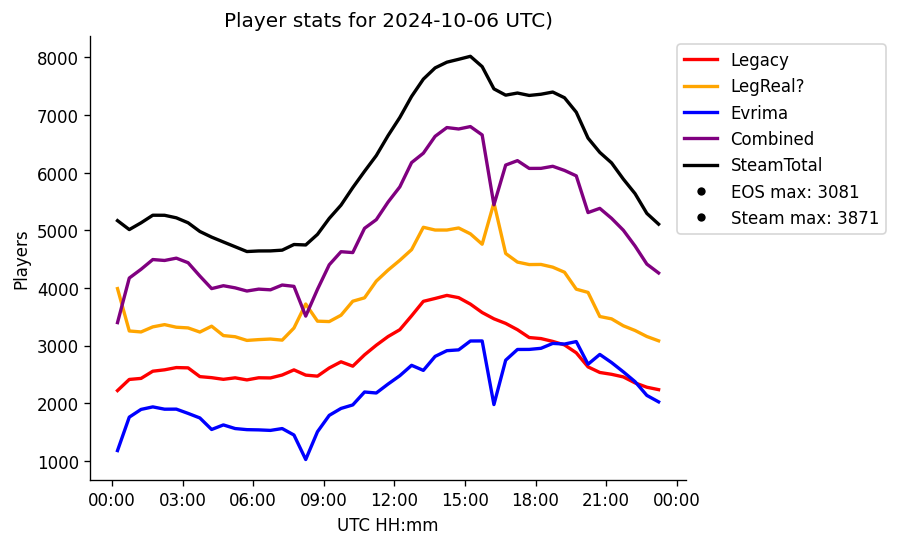 Player stats for 2024-10-06 UTC)
Players
8000
7000
6000
5000
4000
3000
2000
1000
00:00 03:00 06:00 09:00 12:00 15:00 18:00 21:00 00:00
UTC HH:mm
Legacy
LegReal?
Evrima
Combined
SteamTotal
EOS max: 3081
Steam max: 3871